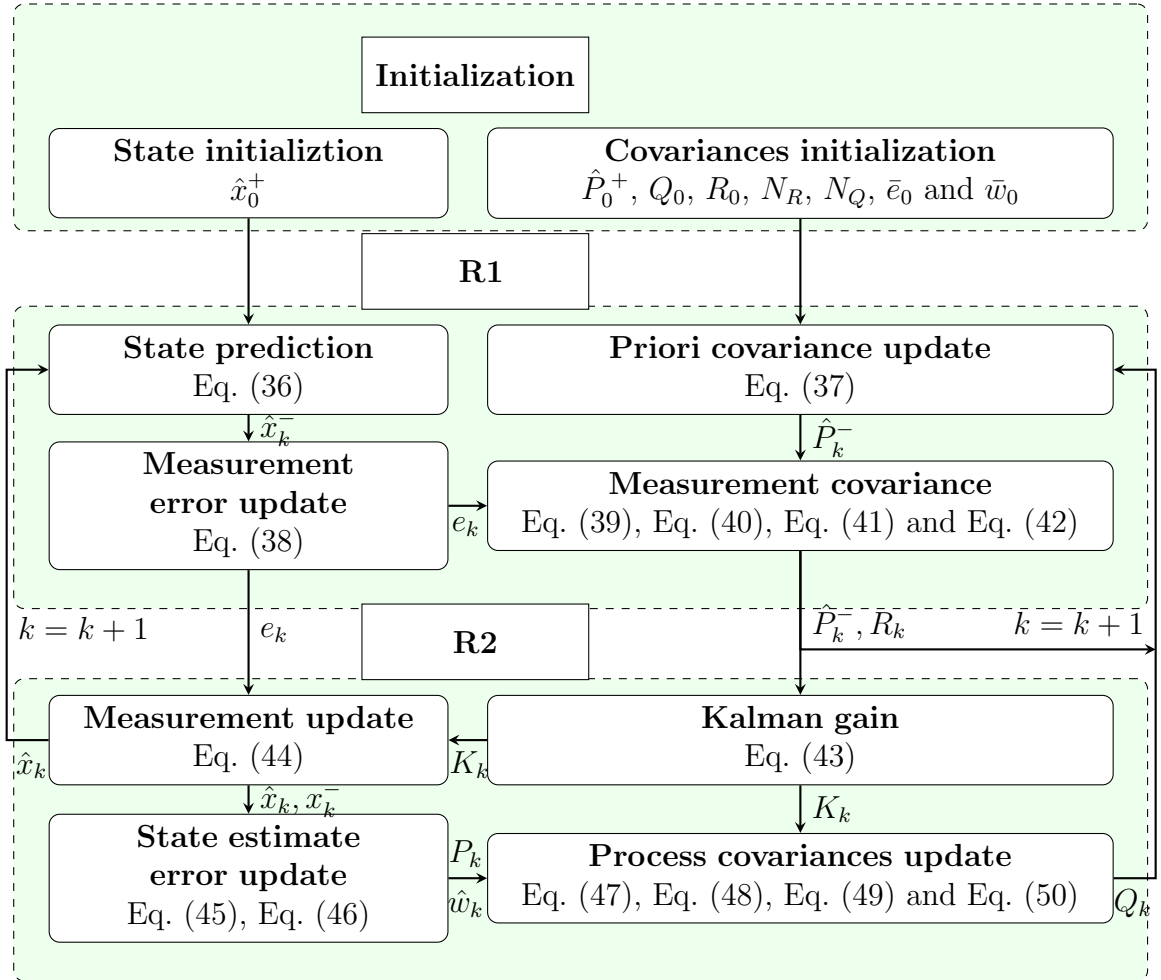 Initialization
State initializtion
$\hat{x}_0^+$
Covariances initialization
$\hat{P}_0^+$, $Q_0$, $R_0$, $N_R$, $N_Q$, $\bar{e}_0$ and $\bar{w}_0$
R1
State prediction
Eq. (36)
Priori covariance update
Eq. (37)
$\hat{x}_k^-$
$\hat{P}_k^-$
Measurement
error update
Eq. (38)
$e_k$
Measurement covariance
Eq. (39), Eq. (40), Eq. (41) and Eq. (42)
$k = k + 1$
$e_k$
R2
$\hat{P}_k^-, R_k$
$k = k + 1$
Measurement update
Eq. (44)
Kalman gain
Eq. (43)
$\hat{x}_k$
$K_k$
$\hat{x}_k, x_k^-$
$K_k$
State estimate
error update
Eq. (45), Eq. (46)
$P_k$
$\hat{w}_k$
Process covariances update
Eq. (47), Eq. (48), Eq. (49) and Eq. (50)
$Q_k$